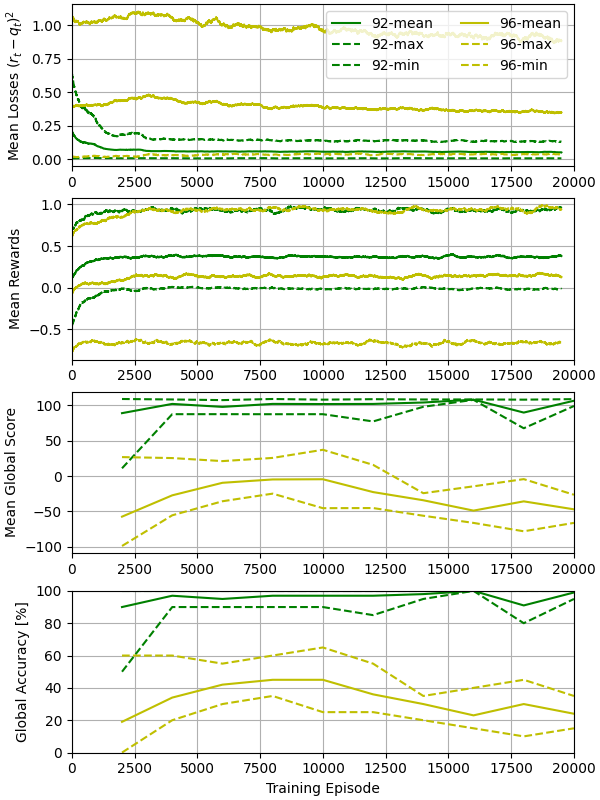 Mean Losses $(r_t - q_t)^2$
1.00
0.75
0.50
0.25
0.00
92-mean 96-mean
92-max 96-max
92-min 96-min
0 2500 5000 7500 10000 12500 15000 17500 20000
Mean Rewards
1.0
0.5
0.0
−0.5
0 2500 5000 7500 10000 12500 15000 17500 20000
Mean Global Score
100
50
0
−50
−100
0 2500 5000 7500 10000 12500 15000 17500 20000
Global Accuracy [%]
100
80
60
40
20
0
0 2500 5000 7500 10000 12500 15000 17500 20000
Training Episode